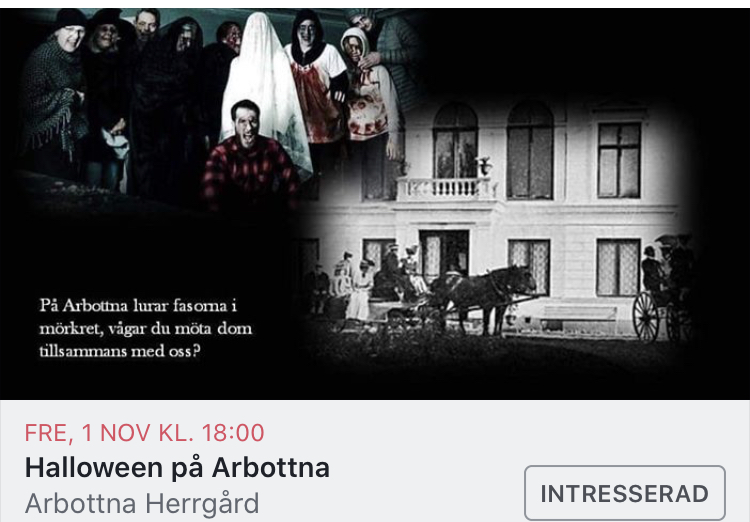 På Arbottna lurar fasorna i
mörkret, vågar du möta dom
tillsammans med oss?
FRE, 1 NOV KL. 18:00
Halloween på Arbottna
Arbottna Herrgård
INTRESSERAD